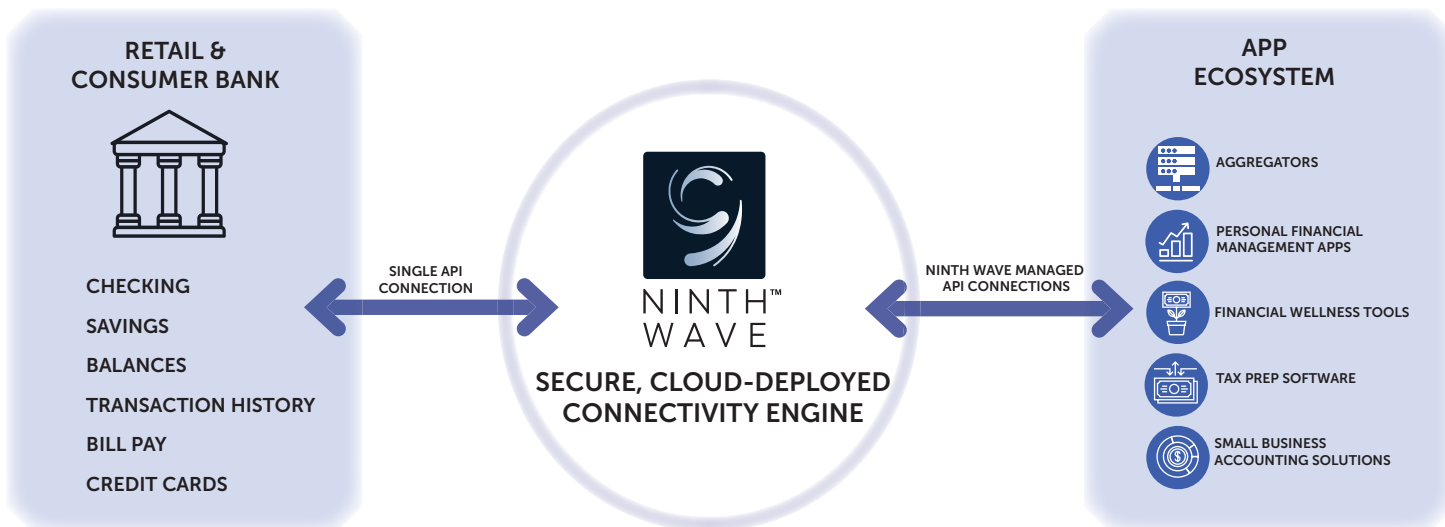 RETAIL &
CONSUMER BANK
CHECKING
SAVINGS
BALANCES
TRANSACTION HISTORY
BILL PAY
CREDIT CARDS
SINGLE API
CONNECTION
NINTH™
WAVE
SECURE, CLOUD-DEPLOYED
CONNECTIVITY ENGINE
NINTH WAVE MANAGED
API CONNECTIONS
APP
ECOSYSTEM
AGGREGATORS
PERSONAL FINANCIAL
MANAGEMENT APPS
FINANCIAL WELLNESS TOOLS
TAX PREP SOFTWARE
SMALL BUSINESS
ACCOUNTING SOLUTIONS